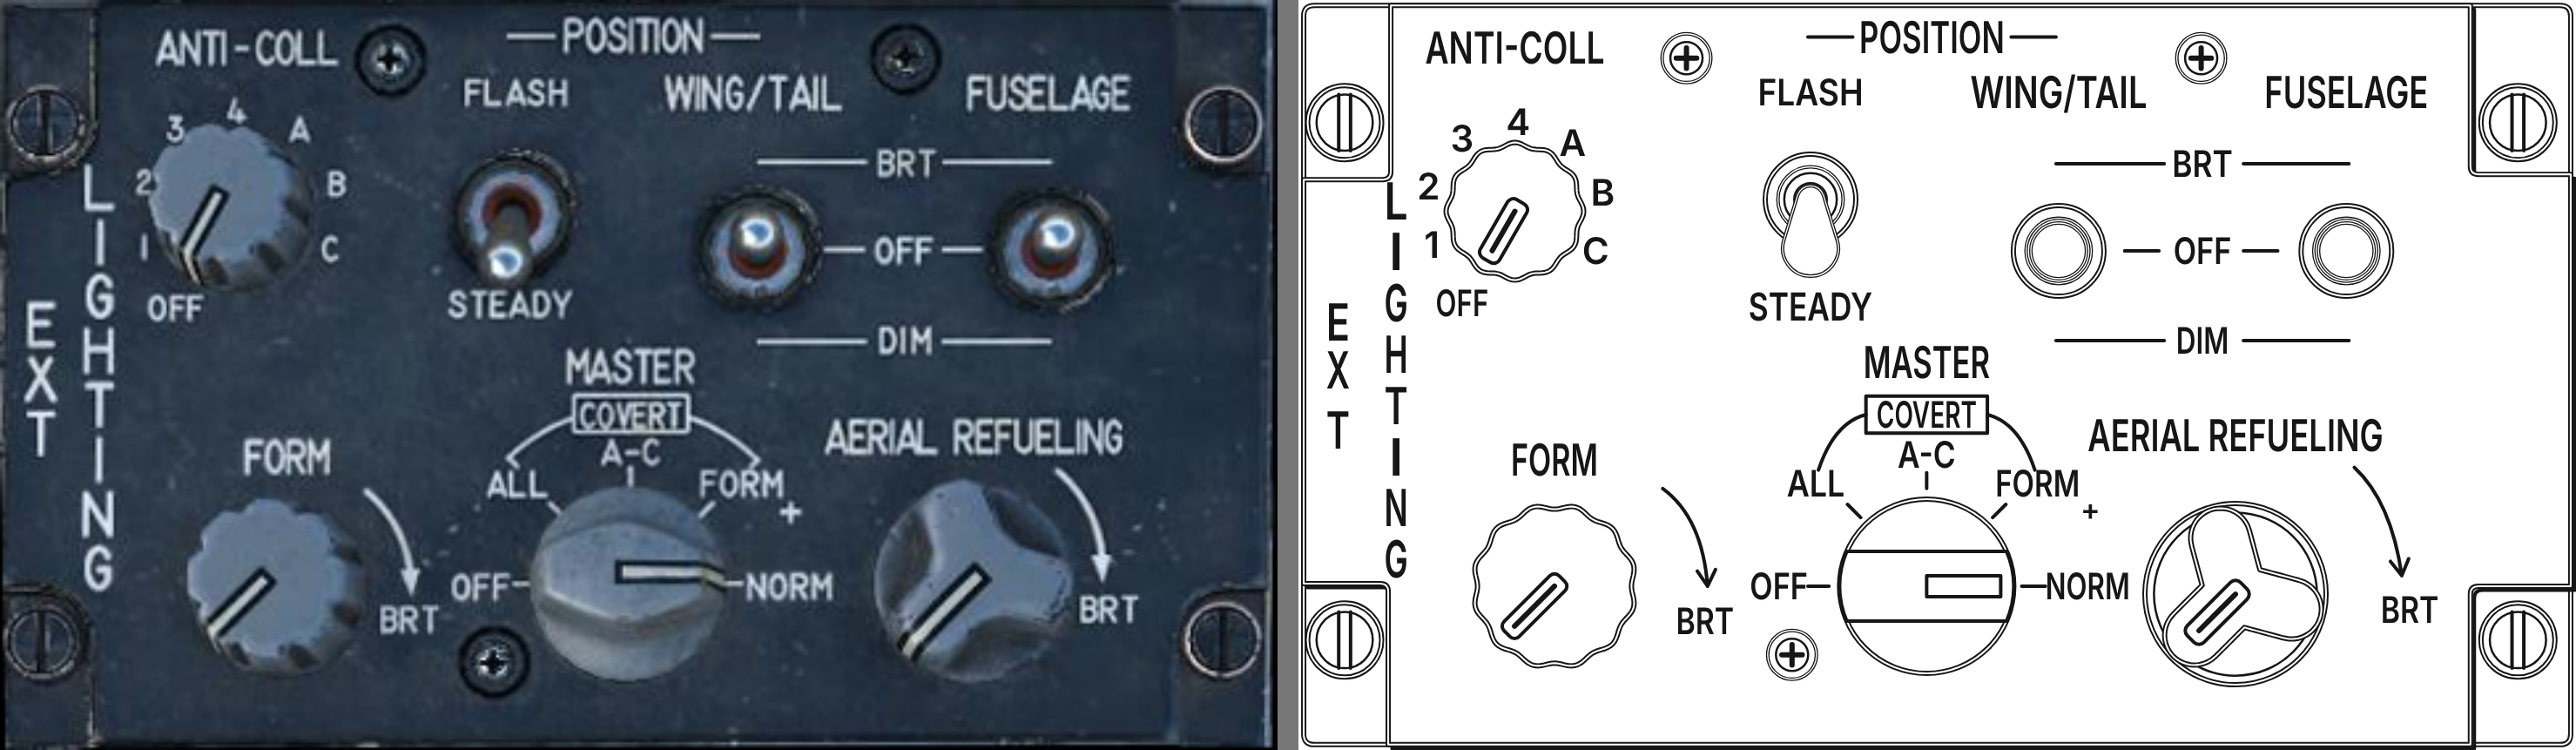 ANTI-COLL
POSITION
FLASH
WING/TAIL
FUSELAGE
3
4
A
2
B
1
C
OFF
BRT
OFF
STEADY
DIM
EXT
LIGHTING
MASTER
COVERT
A-C
ALL
FORM
+
FORM
BRT
OFF
NORM
AERIAL REFUELING
BRT
ANTI-COLL
POSITION
FLASH
WING/TAIL
FUSELAGE
3
4
A
2
B
1
C
OFF
BRT
OFF
STEADY
DIM
EXT
LIGHTING
MASTER
COVERT
A-C
ALL
FORM
+
FORM
BRT
OFF
NORM
AERIAL REFUELING
BRT